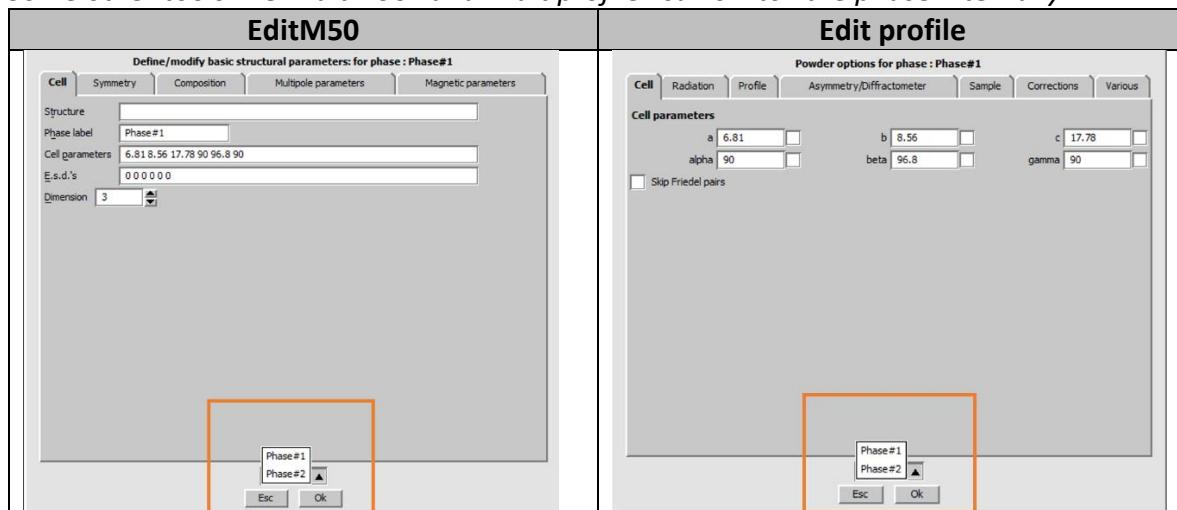 EditM50
Define/modify basic structural parameters: for phase : Phase#1
Cell Symmetry Composition Multipole parameters Magnetic parameters
Structure
Phase label Phase#1
Cell parameters 6.81 8.56 17.78 90 96.8 90
E.s.d.'s 0 0 0 0 0 0
Dimension 3
Phase#1
Phase#2
Esc Ok
Edit profile
Powder options for phase : Phase#1
Cell Radiation Profile Asymmetry/Diffractometer Sample Corrections Various
Cell parameters
a 6.81 b 8.56 c 17.78
alpha 90 beta 96.8 gamma 90
Skip Friedel pairs
Phase#1
Phase#2
Esc Ok